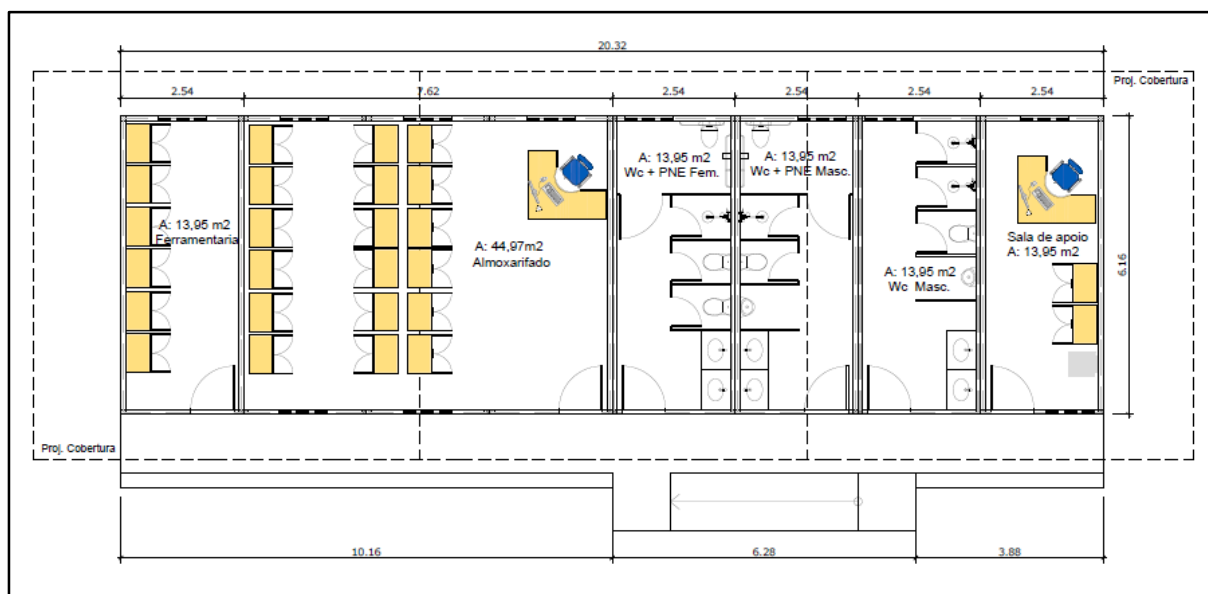 20.32
Proj. Cobertura
2.54
7.62
2.54
2.54
2.54
2.54
A: 13,95 m2
Wc + PNE Fem.
A: 13,95 m2
Wc + PNE Masc.
A: 13,95 m2
Ferramentaria
A: 44,97m2
Almoxarifado
Sala de apoio
A: 13,95 m2
A: 13,95 m2
Wc Masc.
6.16
Proj. Cobertura
10.16
6.28
3.88